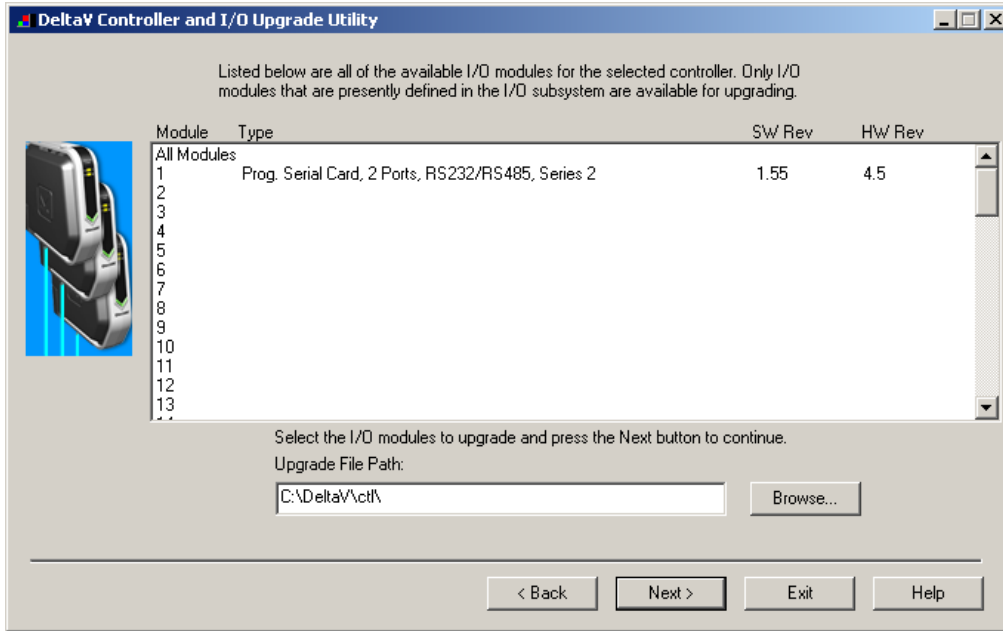 DeltaV Controller and I/O Upgrade Utility
Listed below are all of the available I/O modules for the selected controller. Only I/O
modules that are presently defined in the I/O subsystem are available for upgrading.
Module Type SW Rev HW Rev
All Modules
1 Prog. Serial Card, 2 Ports, RS232/RS485, Series 2 1.55 4.5
2
3
4
5
6
7
8
9
10
11
12
13
Select the I/O modules to upgrade and press the Next button to continue.
Upgrade File Path:
C:\DeltaV\ctl\ Browse...
< Back Next > Exit Help